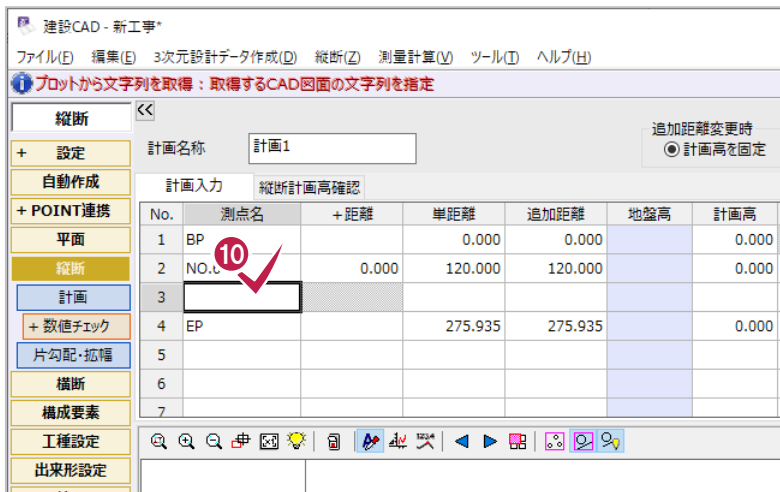 建設CAD - 新工事*
ファイル(F) 編集(E) 3次元設計データ作成(D) 縦断(Z) 測量計算(V) ツール(T) ヘルプ(H)
プロットから文字列を取得：取得するCAD図面の文字列を指定
縦断
<<
追加距離変更時
計画名称 計画1
計画高を固定
+ 設定
自動作成
計画入力 縦断計画高確認
+ POINT連携
No. 測点名 +距離 単距離 追加距離 地盤高 計画高
平面
1 BP 0.000 0.000 0.000
縦断
2 NO.6 0.000 120.000 120.000 0.000
10
計画
3
+ 数値チェック
4 EP 275.935 275.935 0.000
片勾配・拡幅
5
横断
6
構成要素
7
工種設定
出来形設定